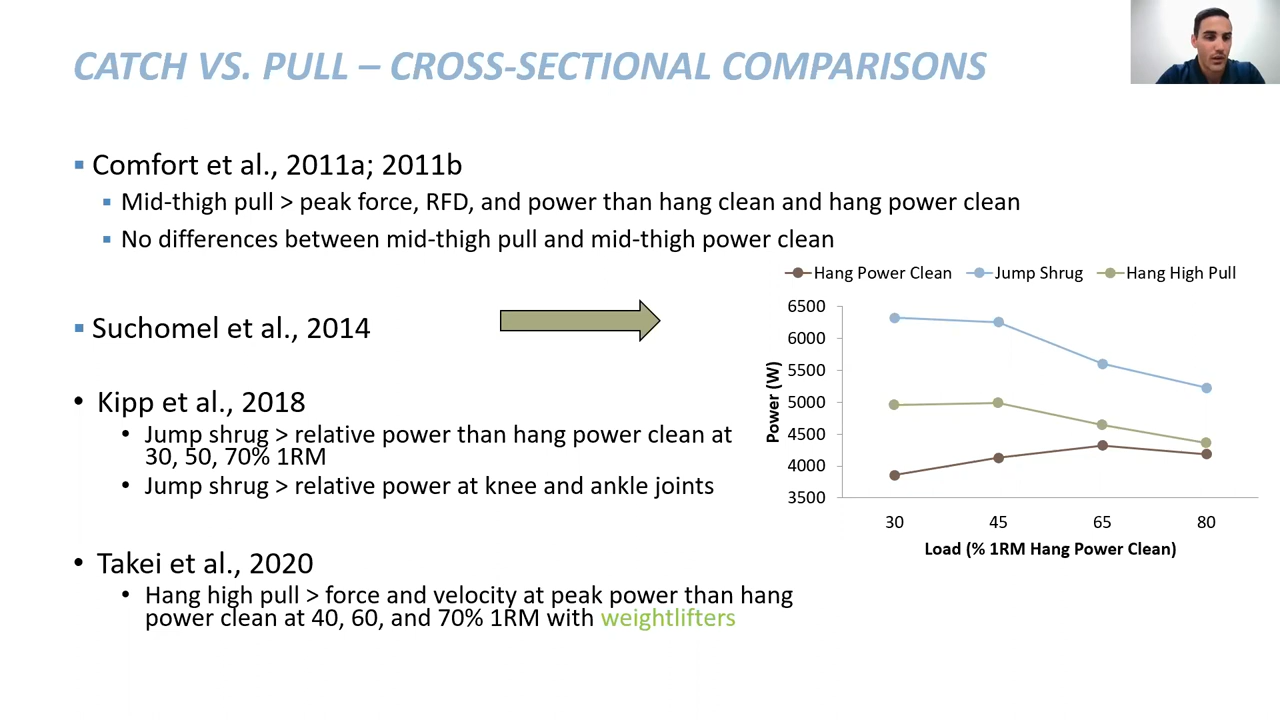 CATCH VS. PULL – CROSS-SECTIONAL COMPARISONS
Comfort et al., 2011a; 2011b
Mid-thigh pull > peak force, RFD, and power than hang clean and hang power clean
No differences between mid-thigh pull and mid-thigh power clean
Suchomel et al., 2014
Kipp et al., 2018
Jump shrug > relative power than hang power clean at
30, 50, 70% 1RM
Jump shrug > relative power at knee and ankle joints
Takei et al., 2020
Hang high pull > force and velocity at peak power than hang
power clean at 40, 60, and 70% 1RM with weightlifters
Hang Power Clean Jump Shrug Hang High Pull
Power (W)
6500
6000
5500
5000
4500
4000
3500
30 45 65 80
Load (% 1RM Hang Power Clean)